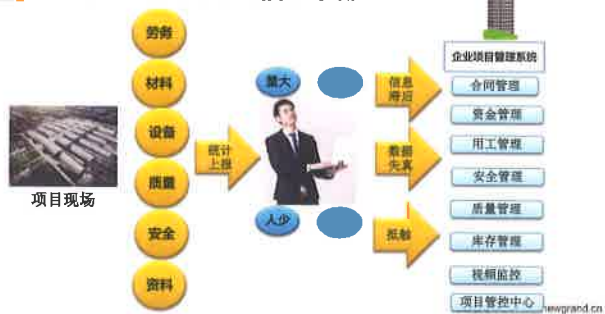 项目现场
劳务
材料
设备
质量
安全
资料
统计
上报
量大
人少
信息
滞后
数据
失真
抵触
企业项目管理系统
合同管理
资金管理
用工管理
安全管理
质量管理
库存管理
视频监控
项目管控中心
newgrand.cn